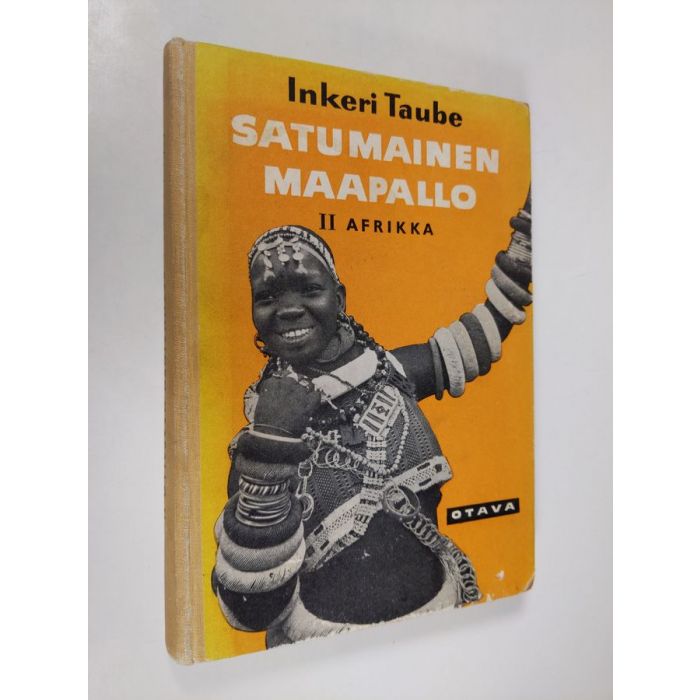 Inkeri Taube
SATUMAINEN
MAAPALLO
II AFRIKKA
OTAVA